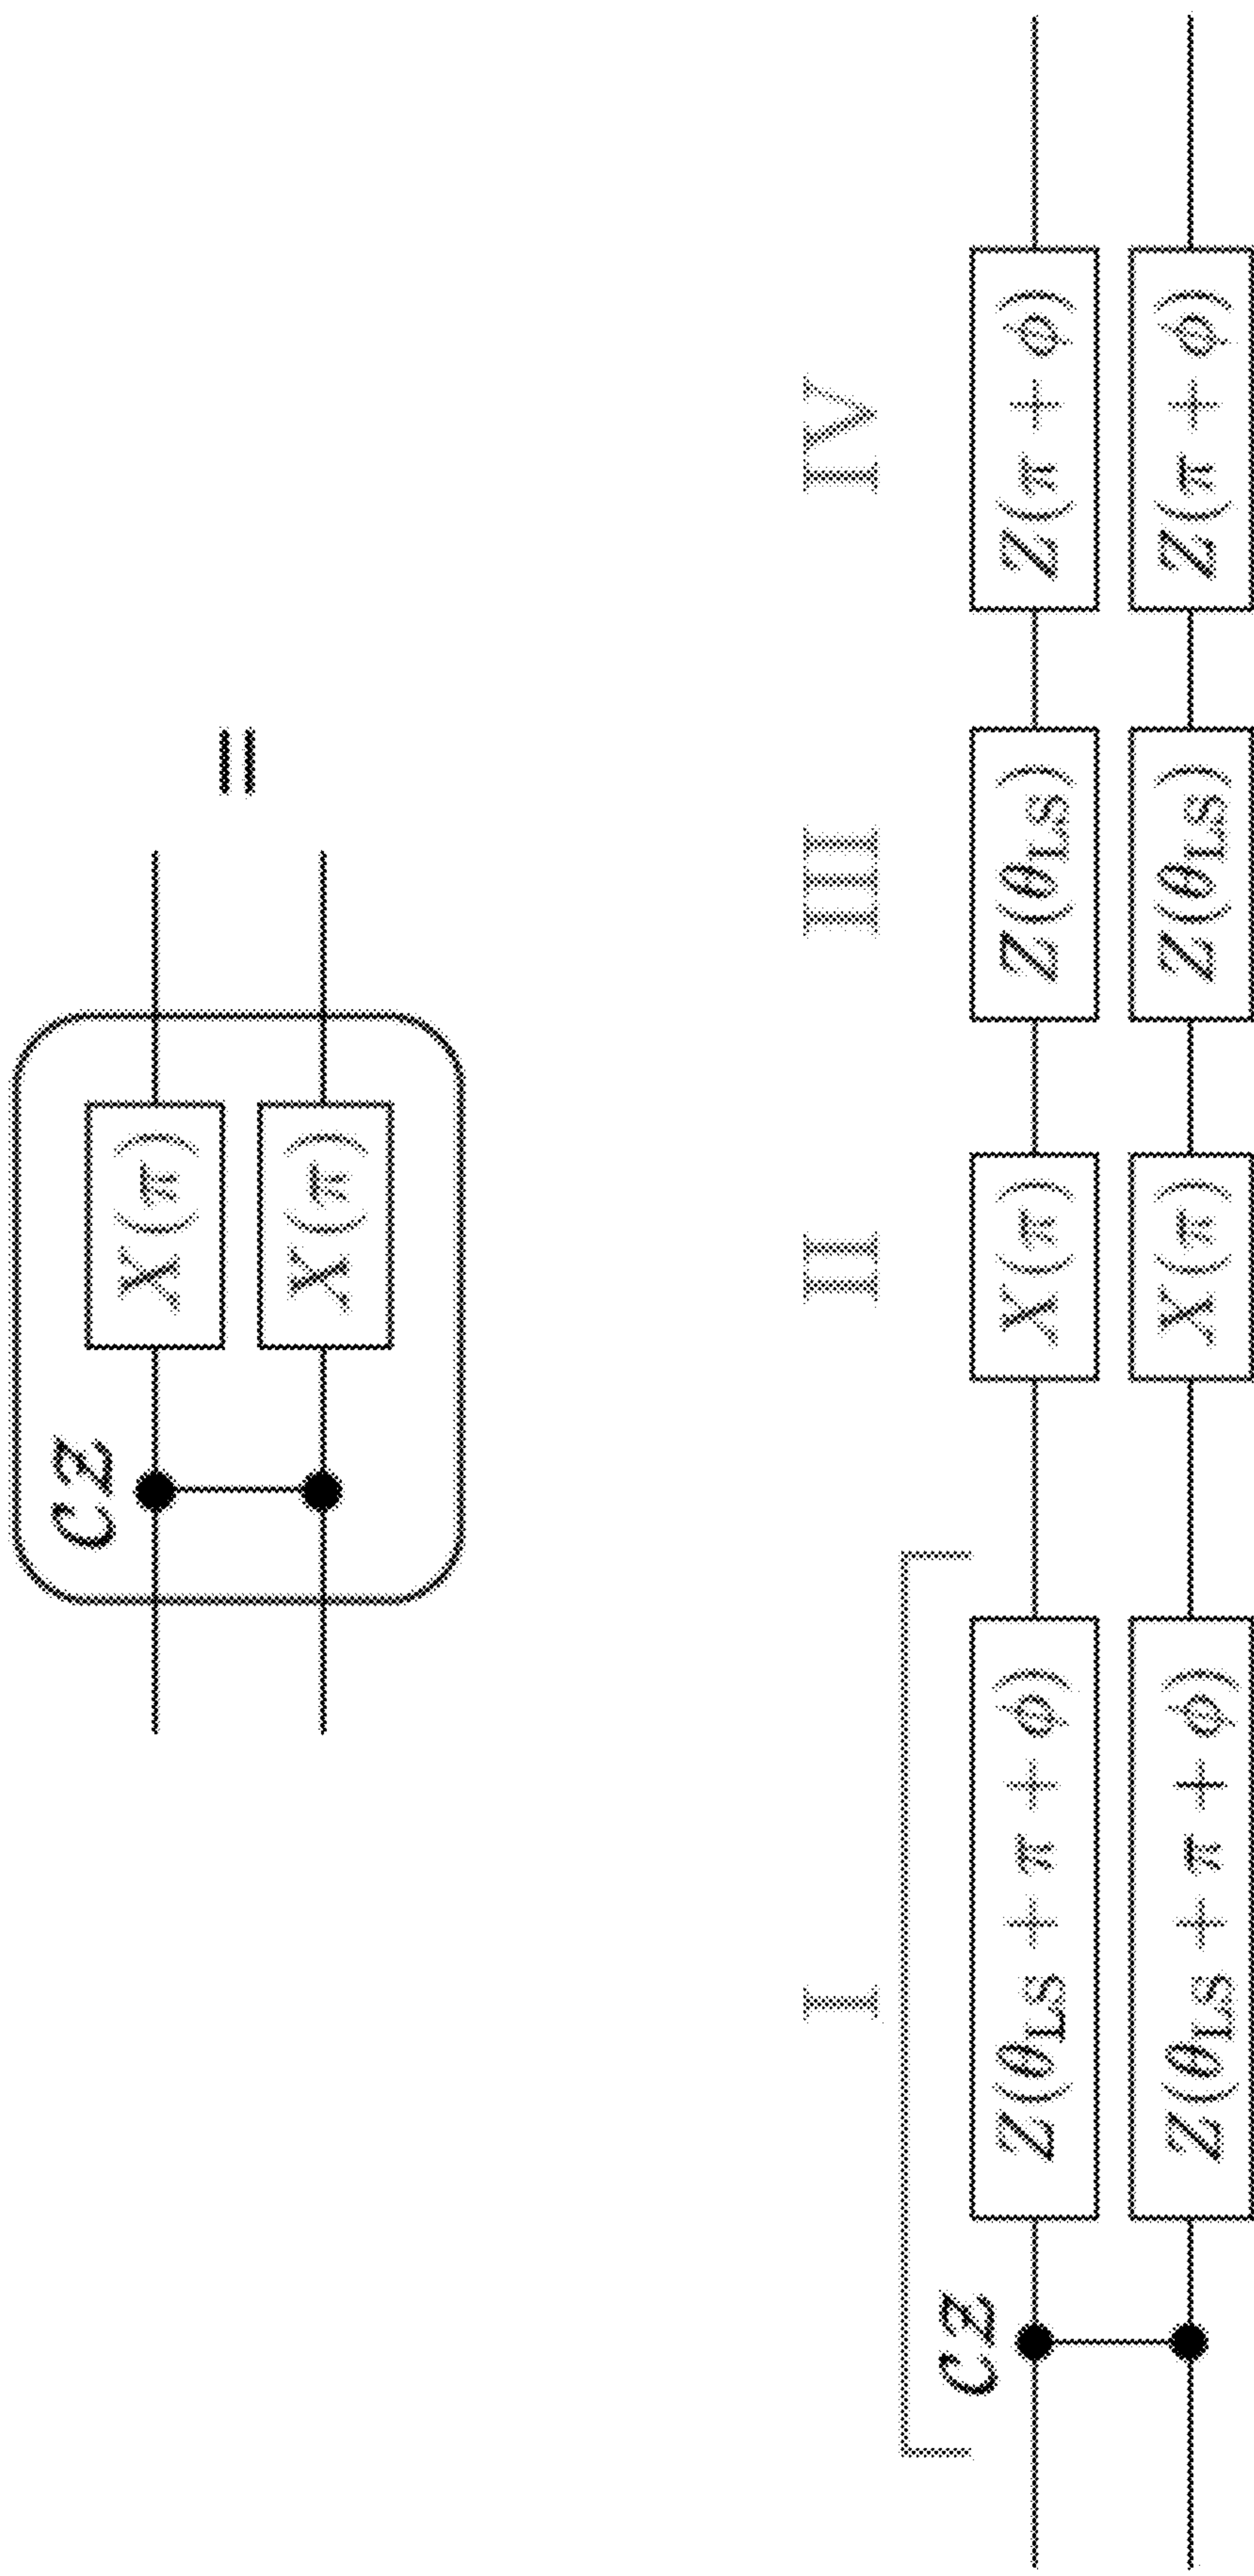 CZ
X(π)
X(π)
=
I II III IV
CZ
Z(θLS + π + ϕ) X(π) Z(θLS) Z(π + ϕ)
Z(θLS + π + ϕ) X(π) Z(θLS) Z(π + ϕ)